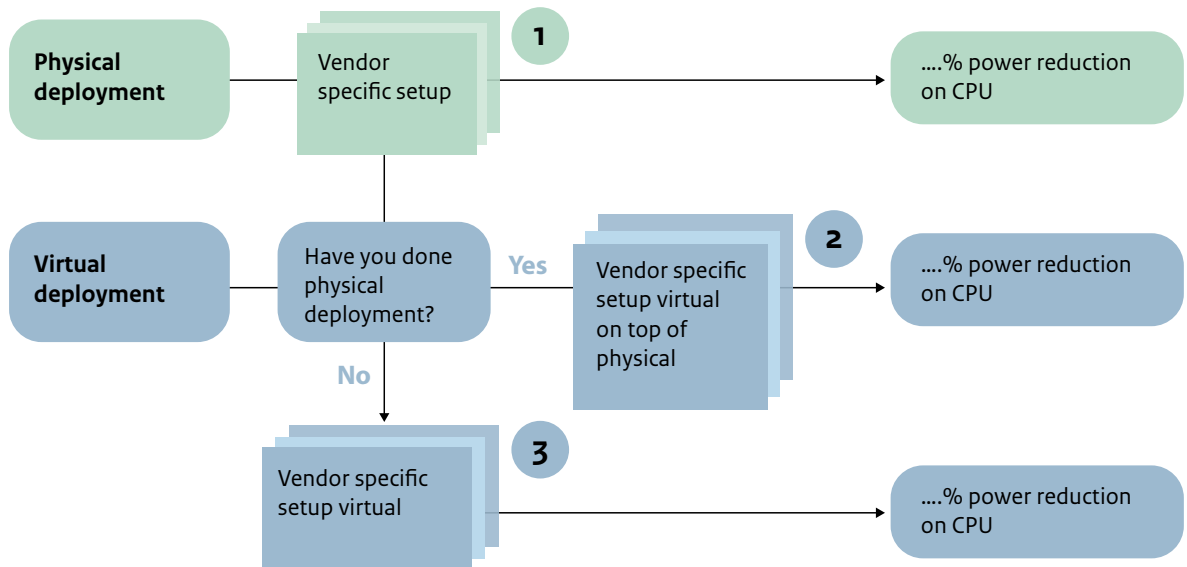 Physical
deployment
Vendor
specific setup
1
....% power reduction
on CPU
Virtual
deployment
Have you done
physical
deployment?
Yes
Vendor specific
setup virtual
on top of
physical
2
....% power reduction
on CPU
No
Vendor specific
setup virtual
3
....% power reduction
on CPU